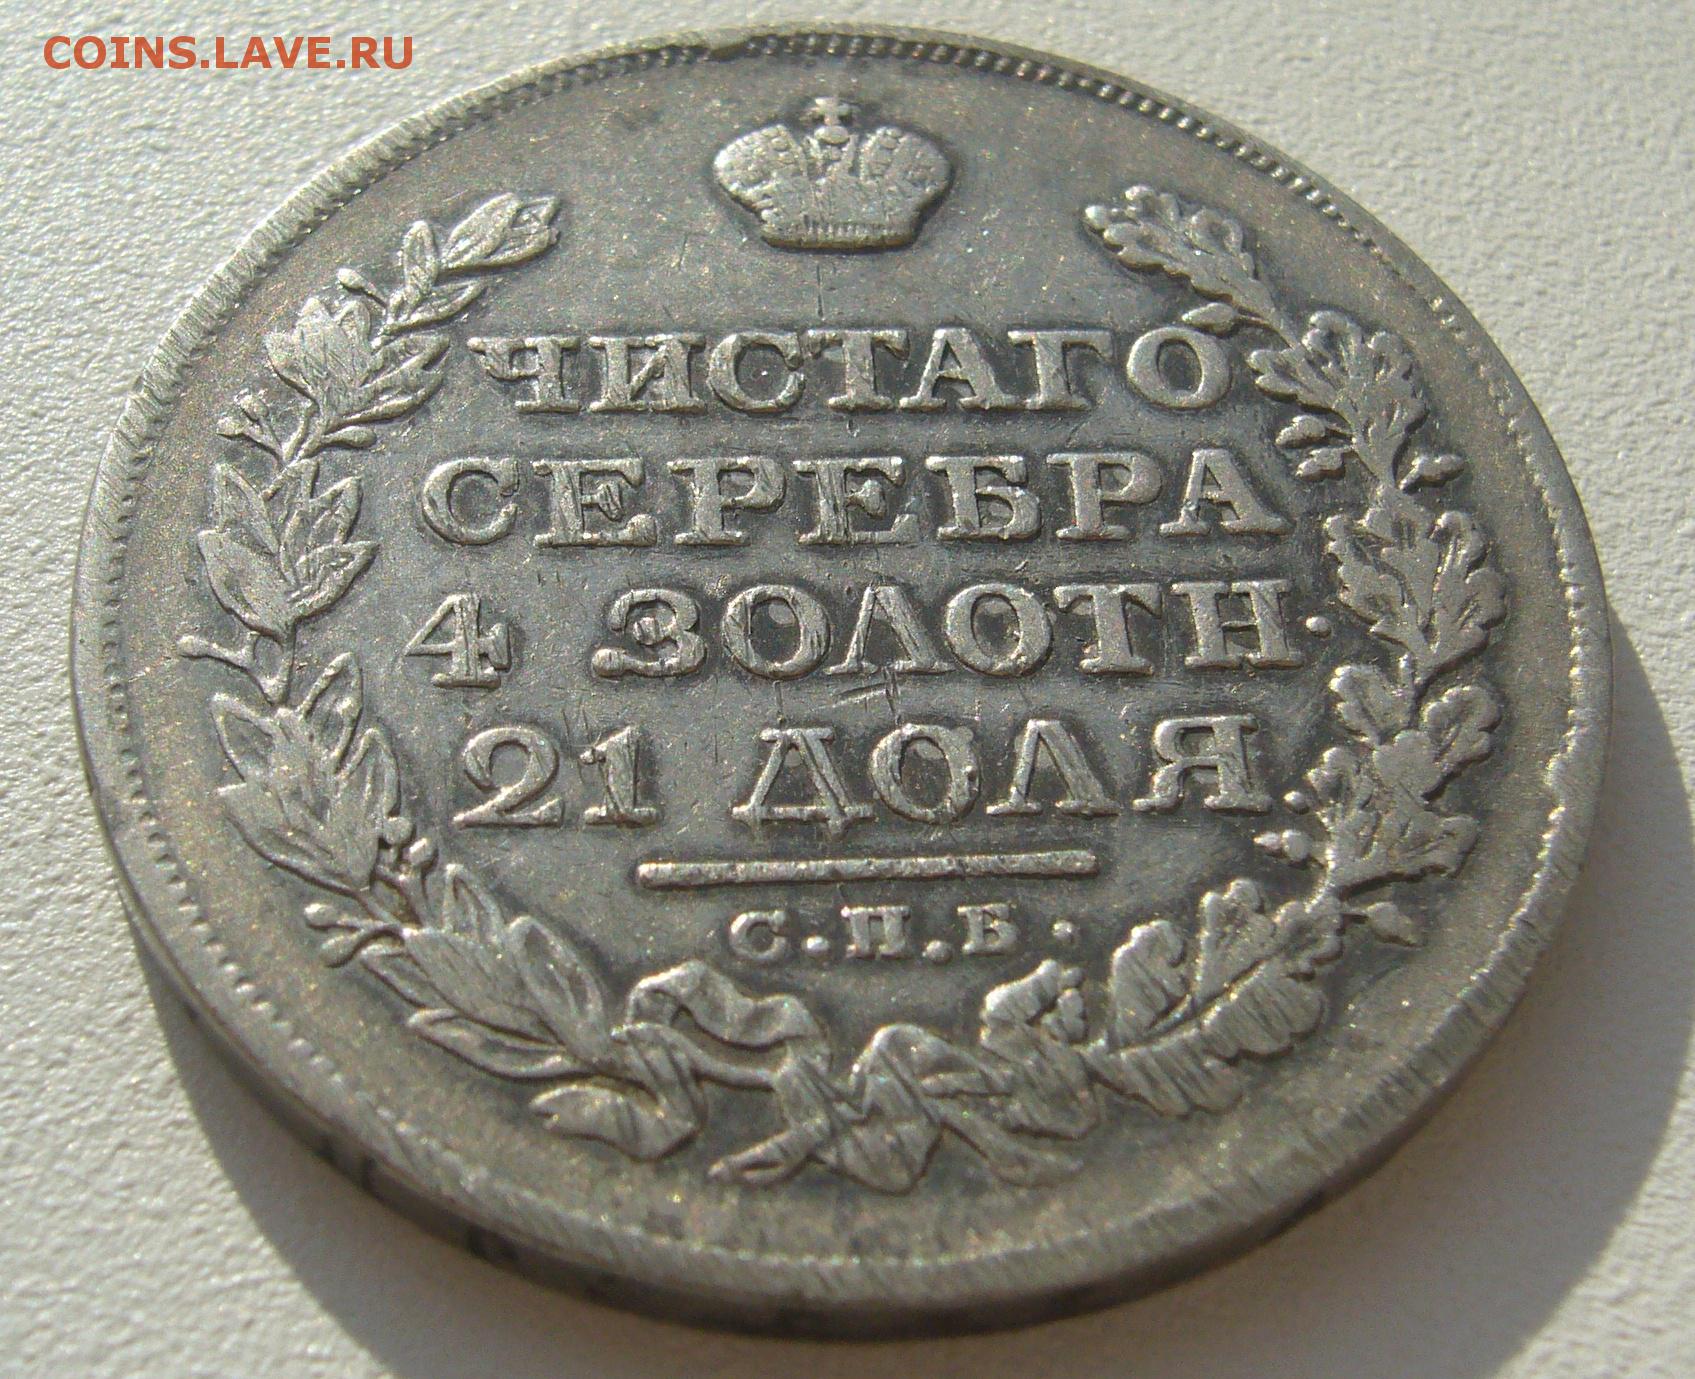 COINS.LAVE.RU
ЧИСТАГО
СЕРЕБРА
4 ЗОЛОТН.
21 ДОЛЯ
С.П.Б.